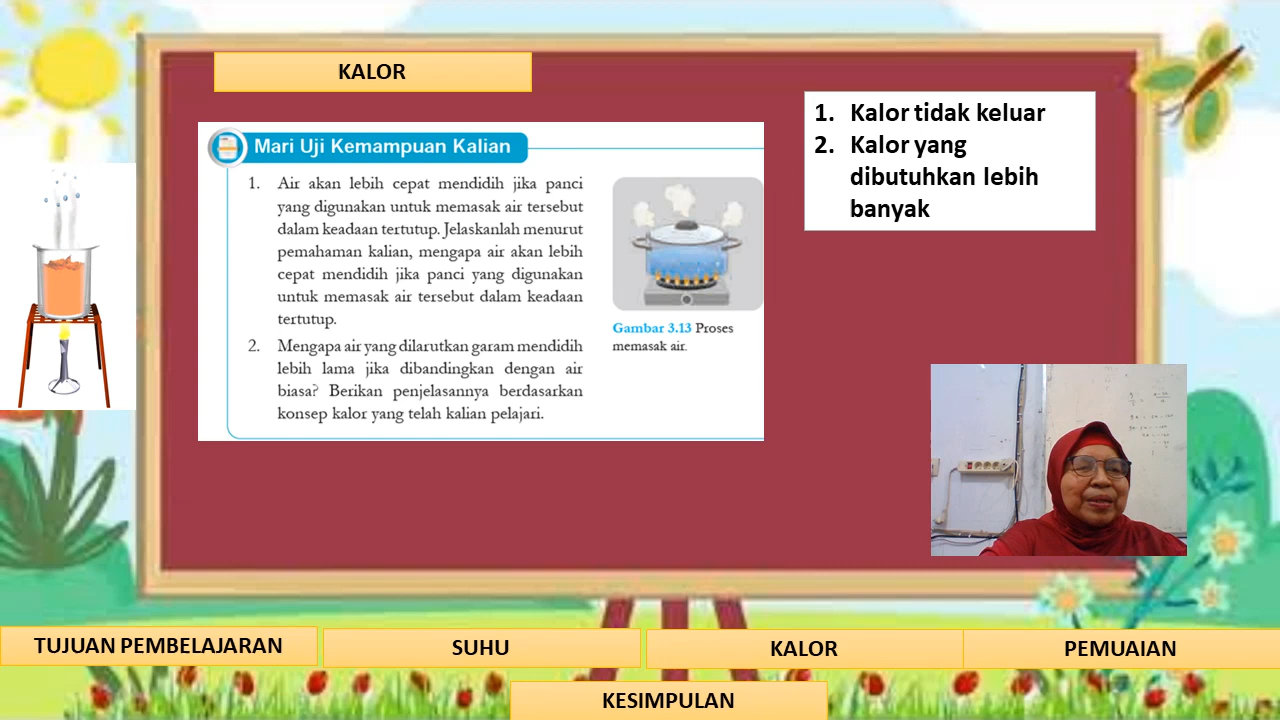 KALOR
Mari Uji Kemampuan Kalian
1. Air akan lebih cepat mendidih jika panci
yang digunakan untuk memasak air tersebut
dalam keadaan tertutup. Jelaskanlah menurut
pemahaman kalian, mengapa air akan lebih
cepat mendidih jika panci yang digunakan
untuk memasak air tersebut dalam keadaan
tertutup.
2. Mengapa air yang dilarutkan garam mendidih
lebih lama jika dibandingkan dengan air
biasa? Berikan penjelasannya berdasarkan
konsep kalor yang telah kalian pelajari.
Gambar 3.13 Proses
memasak air.
1. Kalor tidak keluar
2. Kalor yang
dibutuhkan lebih
banyak
TUJUAN PEMBELAJARAN
SUHU
KALOR
PEMUAIAN
KESIMPULAN